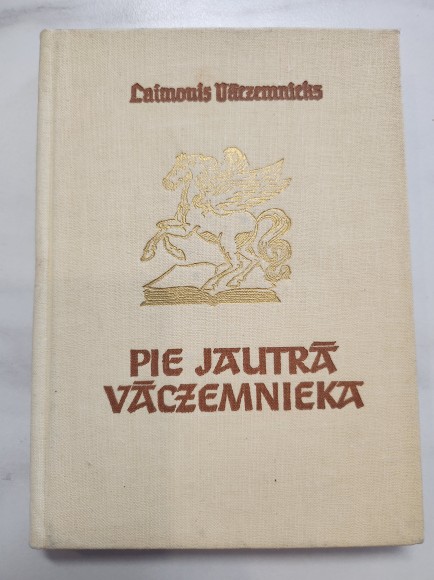 Laimonis Vāczemnieks
PIE JAUTRĀ
VĀCZEMNIEKA